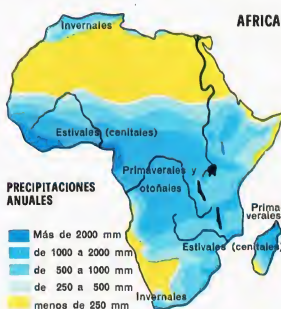 AFRICA
Invernales
Estivales (cenitales)
Primaverales y
otoñales
PRECIPITACIONES
ANUALES
Prima
verales
Más de 2000 mm
de 1000 a 2000 mm
de 500 a 1000 mm
de 250 a 500 mm
menos de 250 mm
Estivales (cenitales)
Invernales